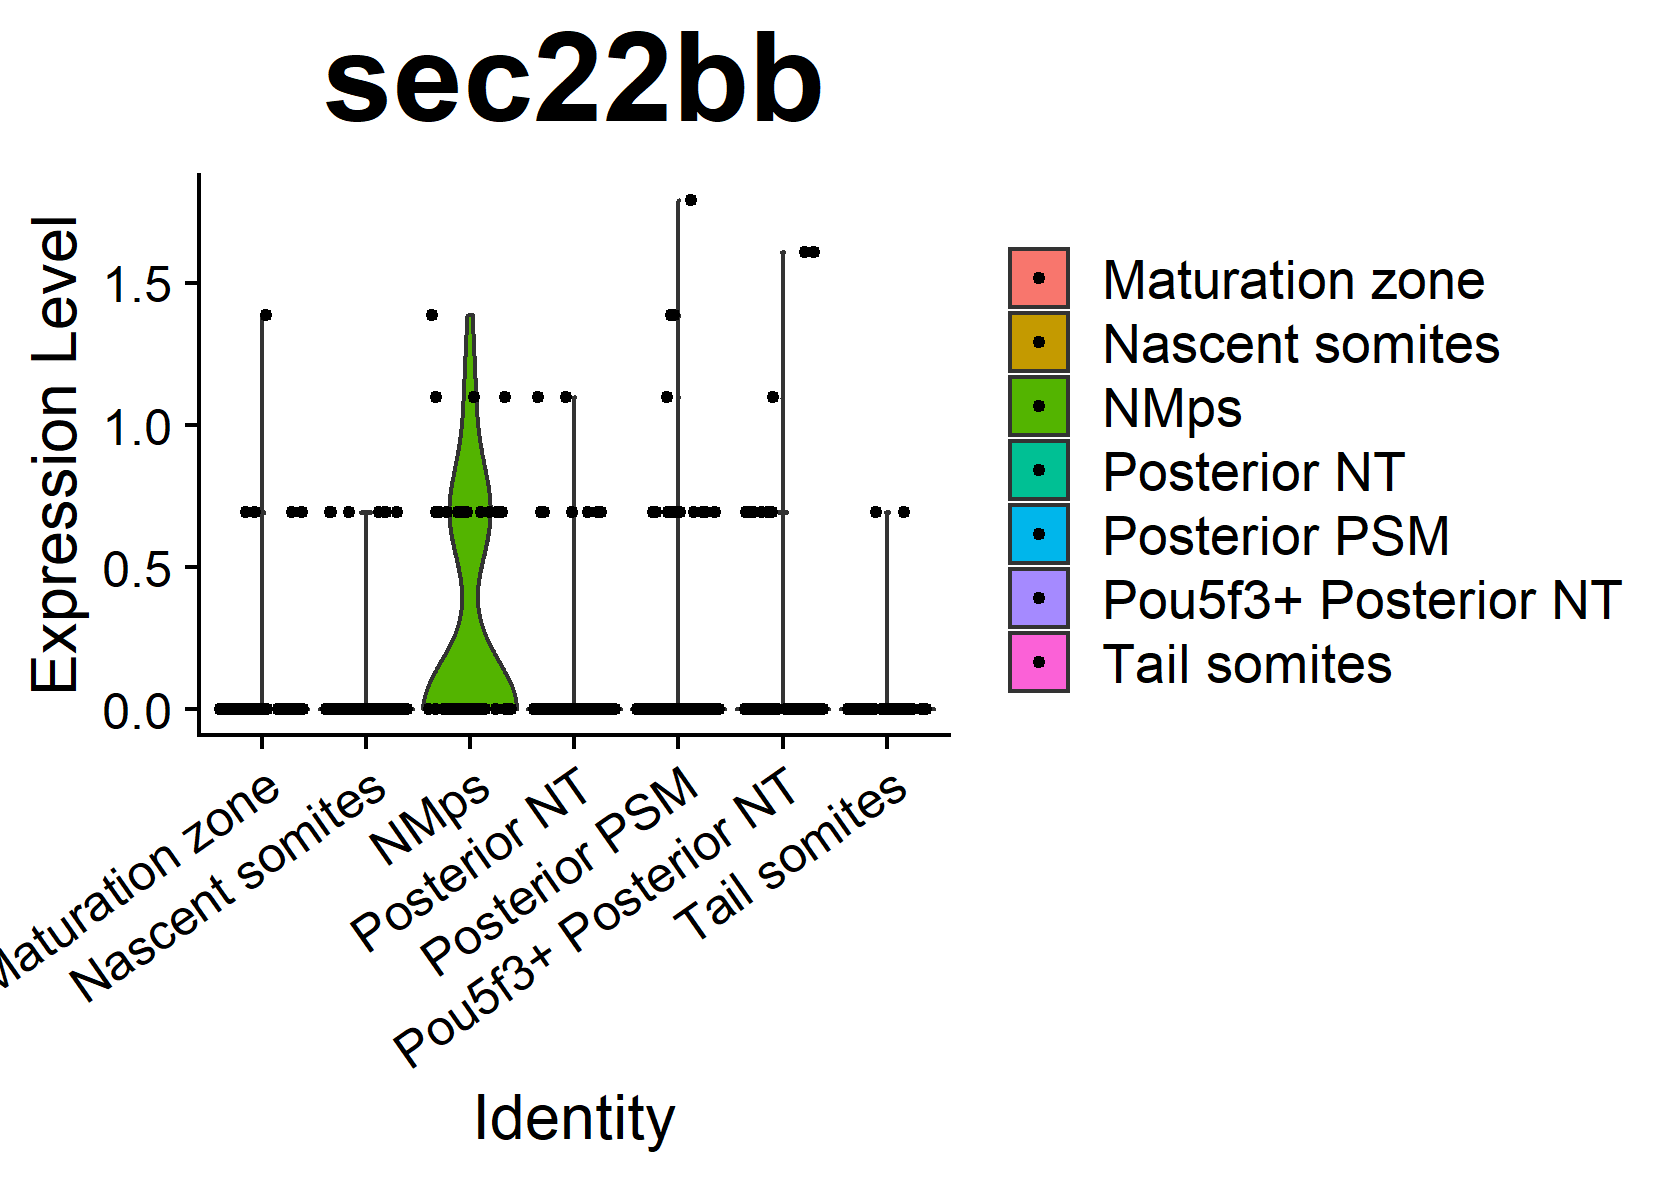 sec22bb
Expression Level
1.5
1.0
0.5
0.0
Maturation zone
Nascent somites
NMps
Posterior NT
Posterior PSM
Pou5f3+ Posterior NT
Tail somites
Identity
Maturation zone
Nascent somites
NMps
Posterior NT
Posterior PSM
Pou5f3+ Posterior NT
Tail somites